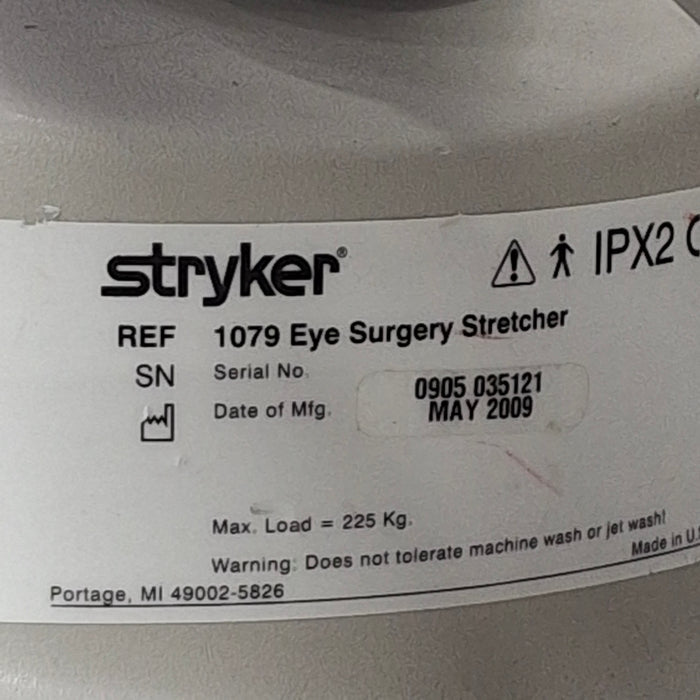 stryker®
IPX2
REF 1079 Eye Surgery Stretcher
SN Serial No. 0905 035121
Date of Mfg. MAY 2009
Max. Load = 225 Kg.
Warning: Does not tolerate machine wash or jet wash!
Made in U.
Portage, MI 49002-5826